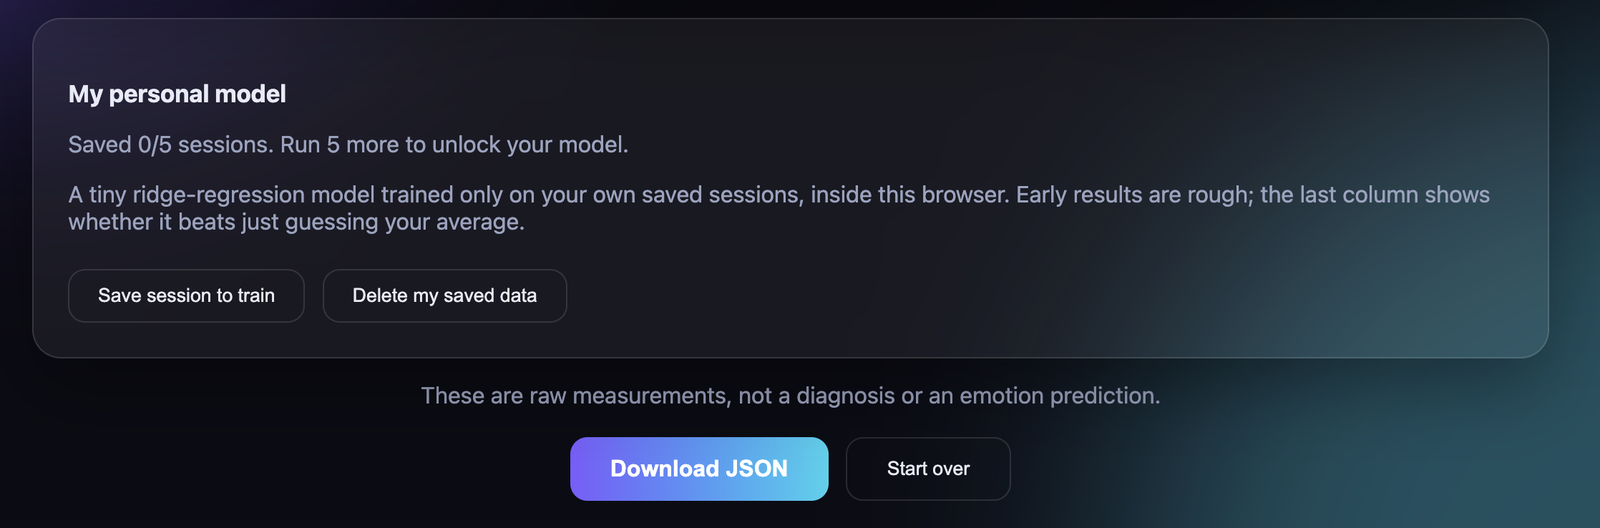 My personal model
Saved 0/5 sessions. Run 5 more to unlock your model.
A tiny ridge-regression model trained only on your own saved sessions, inside this browser. Early results are rough; the last column shows
whether it beats just guessing your average.
Save session to train
Delete my saved data
These are raw measurements, not a diagnosis or an emotion prediction.
Download JSON
Start over